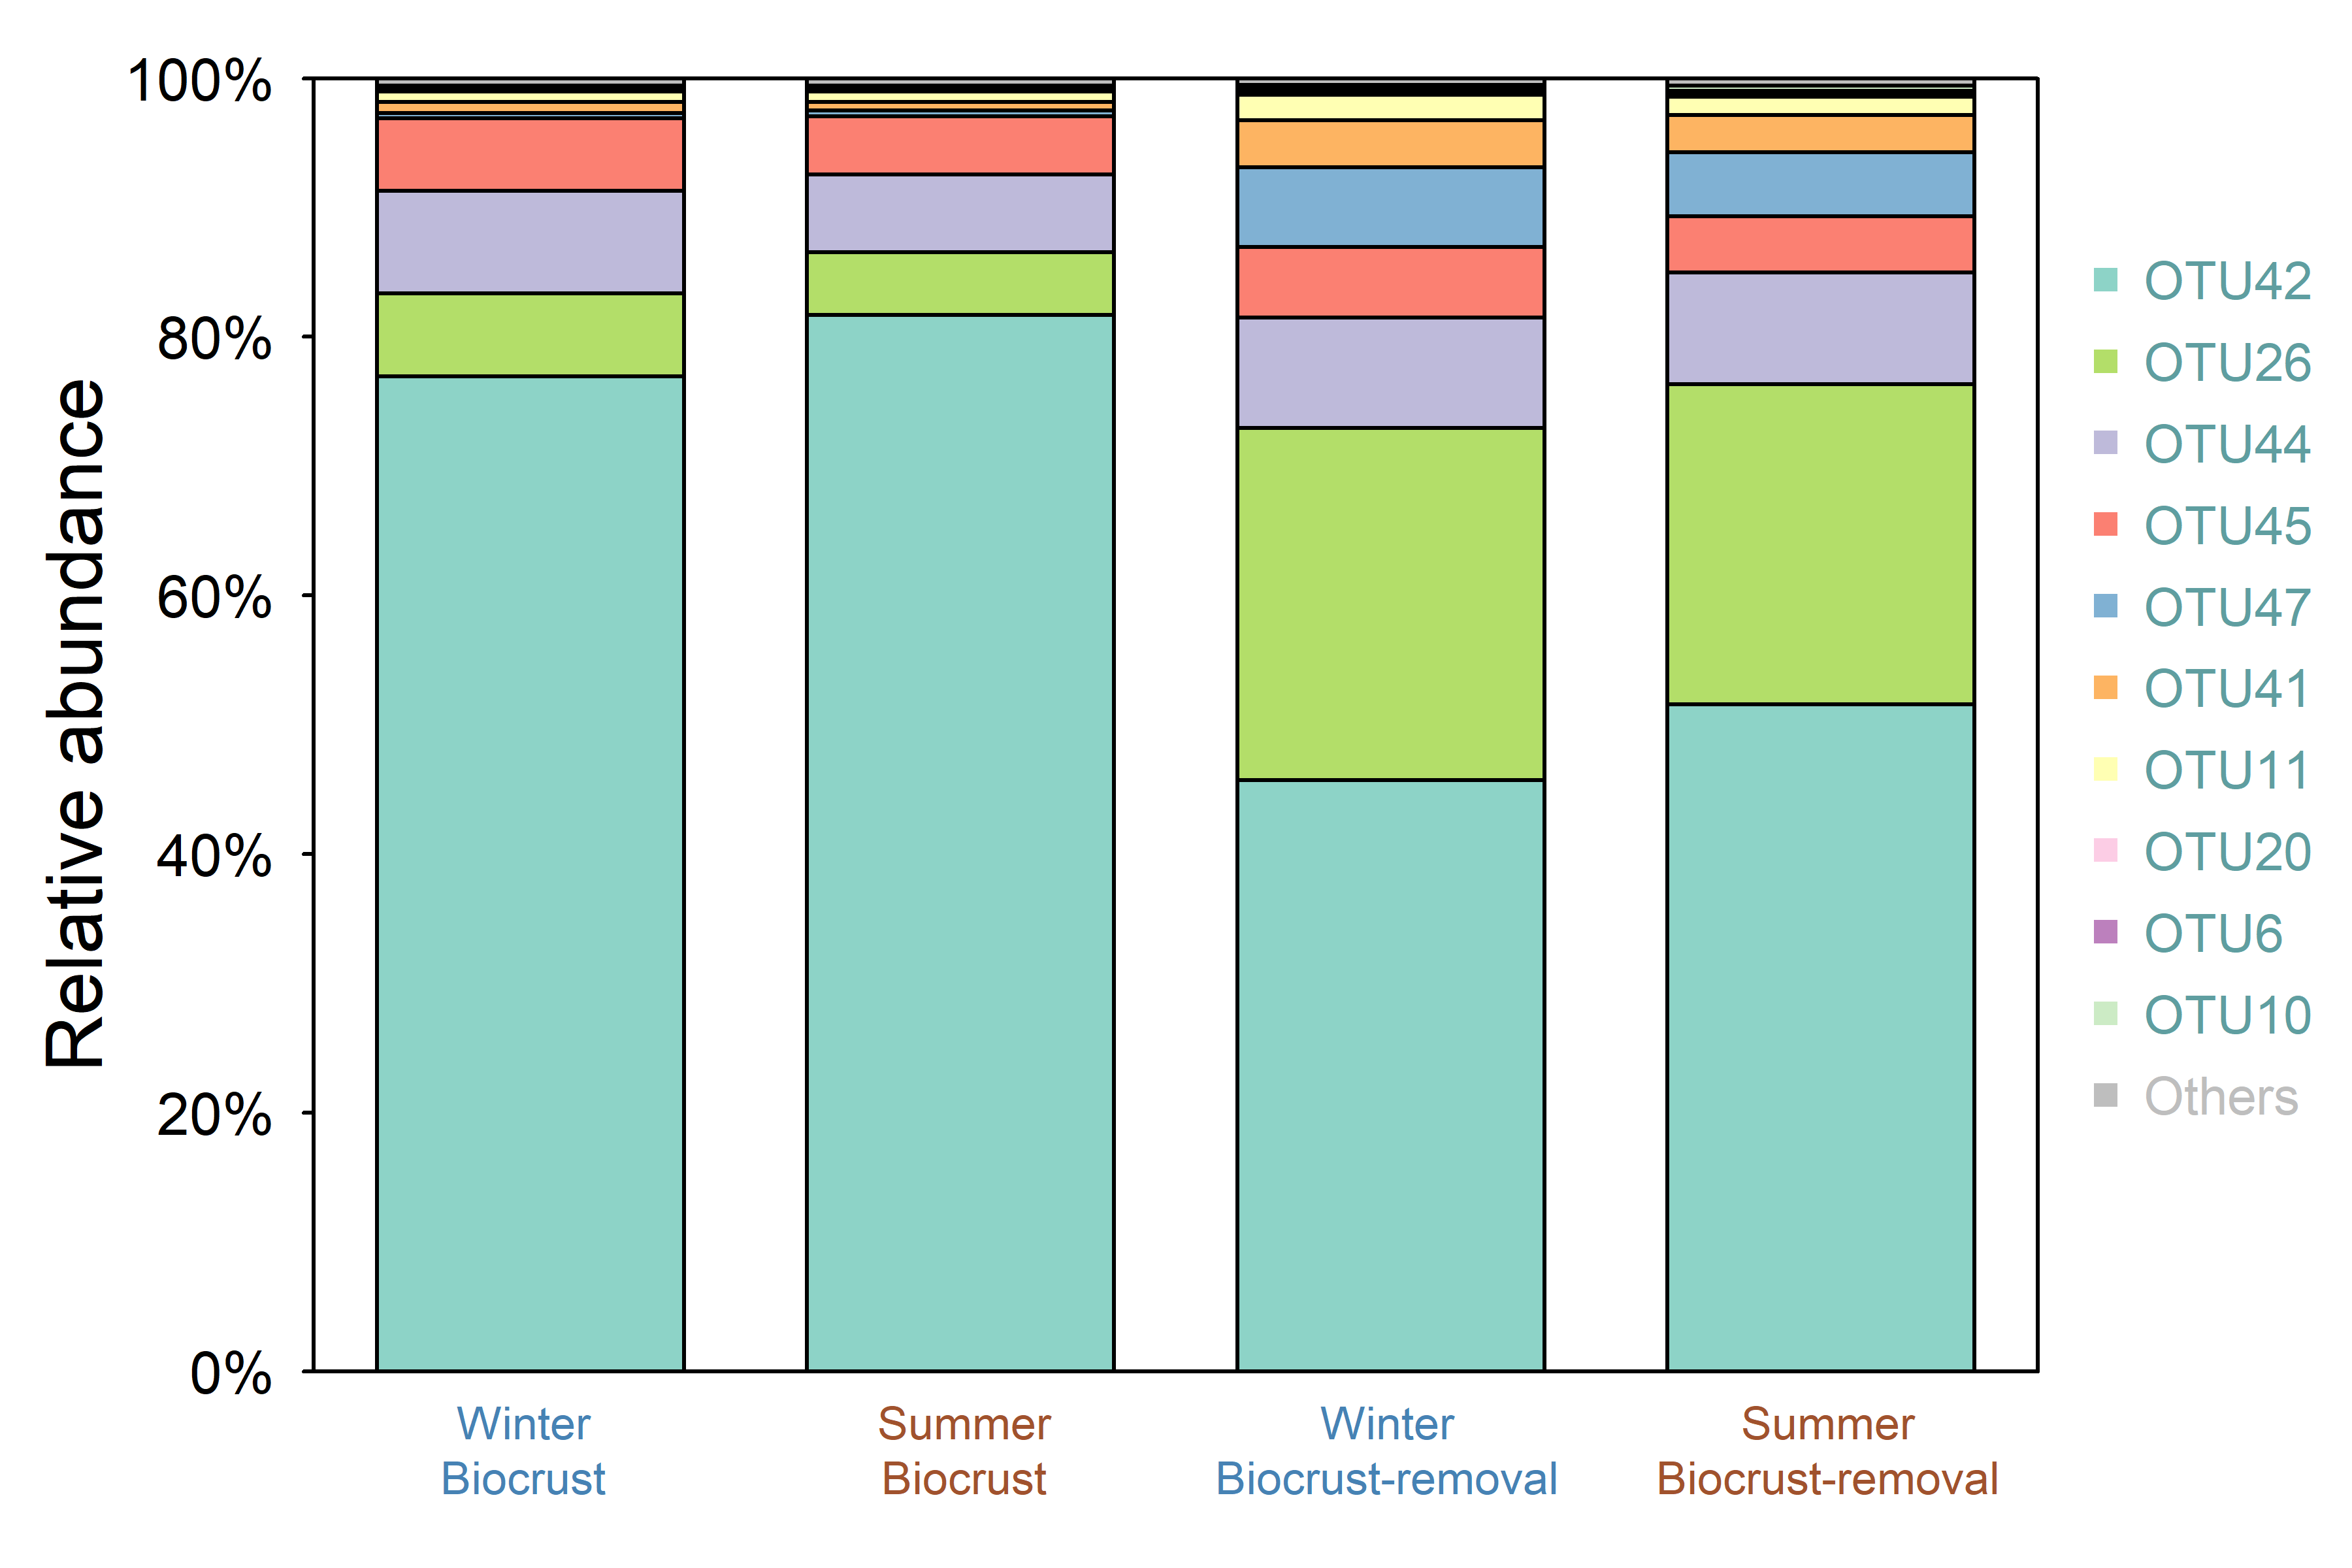 Relative abundance
100%
80%
60%
40%
20%
0%
Winter
Biocrust
Summer
Biocrust
Winter
Biocrust-removal
Summer
Biocrust-removal
OTU42
OTU26
OTU44
OTU45
OTU47
OTU41
OTU11
OTU20
OTU6
OTU10
Others